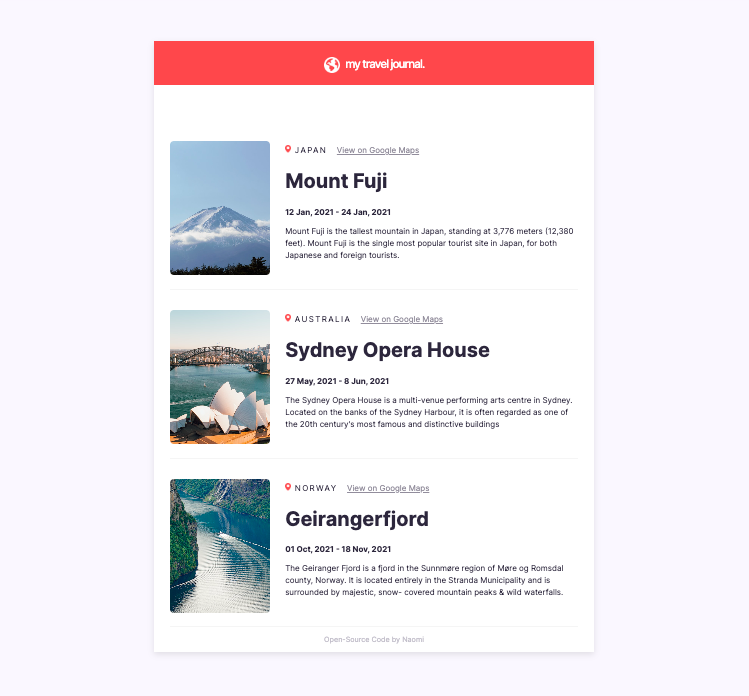 my travel journal.
JAPAN View on Google Maps
Mount Fuji
12 Jan, 2021 - 24 Jan, 2021
Mount Fuji is the tallest mountain in Japan, standing at 3,776 meters (12,380
feet). Mount Fuji is the single most popular tourist site in Japan, for both
Japanese and foreign tourists.
AUSTRALIA View on Google Maps
Sydney Opera House
27 May, 2021 - 8 Jun, 2021
The Sydney Opera House is a multi-venue performing arts centre in Sydney.
Located on the banks of the Sydney Harbour, it is often regarded as one of
the 20th century's most famous and distinctive buildings
NORWAY View on Google Maps
Geirangerfjord
01 Oct, 2021 - 18 Nov, 2021
The Geiranger Fjord is a fjord in the Sunnmøre region of Møre og Romsdal
county, Norway. It is located entirely in the Stranda Municipality and is
surrounded by majestic, snow- covered mountain peaks & wild waterfalls.
Open-Source Code by Naomi